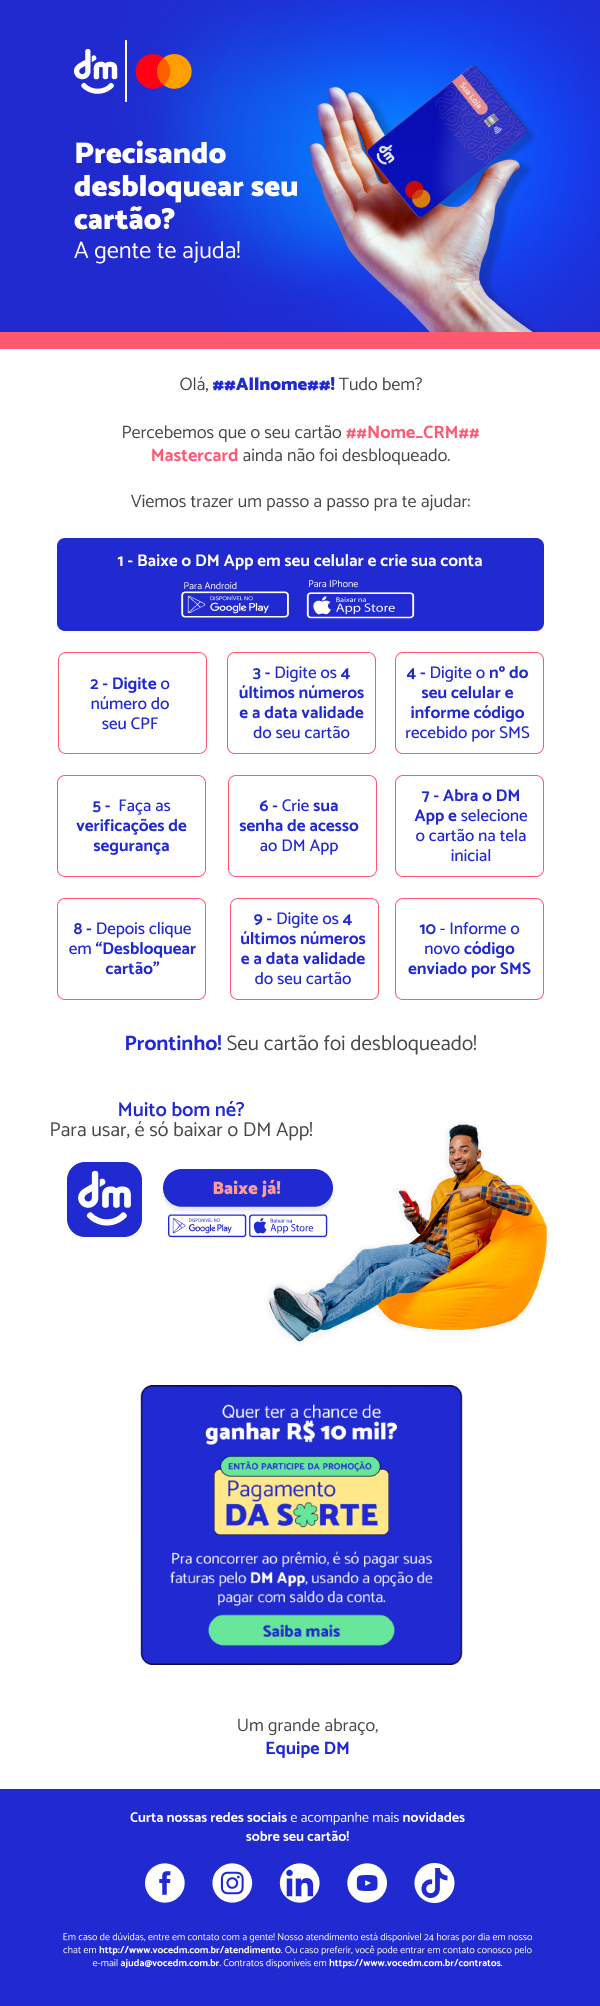 dm
Precisando
desbloquear seu
cartão?
A gente te ajuda!
Sua Loja
dm
Olá, ##Allnome##! Tudo bem?
Percebemos que o seu cartão ##Nome_CRM##
Mastercard ainda não foi desbloqueado.
Viemos trazer um passo a passo pra te ajudar:
1 - Baixe o DM App em seu celular e crie sua conta
Para Android
DISPONÍVEL NO
Google Play
Para IPhone
Baixar na
App Store
2 - Digite o
número do
seu CPF
3 - Digite os 4
últimos números
e a data validade
do seu cartão
4 - Digite o nº do
seu celular e
informe código
recebido por SMS
5 - Faça as
verificações de
segurança
6 - Crie sua
senha de acesso
ao DM App
7 - Abra o DM
App e selecione
o cartão na tela
inicial
8 - Depois clique
em “Desbloquear
cartão”
9 - Digite os 4
últimos números
e a data validade
do seu cartão
10 - Informe o
novo código
enviado por SMS
Prontinho! Seu cartão foi desbloqueado!
Muito bom né?
Para usar, é só baixar o DM App!
dm
Baixe já!
DISPONÍVEL NO
Google Play
Baixar na
App Store
Quer ter a chance de
ganhar R$ 10 mil?
ENTÃO PARTICIPE DA PROMOÇÃO
Pagamento
DA SORTE
Pra concorrer ao prêmio, é só pagar suas
faturas pelo DM App, usando a opção de
pagar com saldo da conta.
Saiba mais
Um grande abraço,
Equipe DM
Curta nossas redes sociais e acompanhe mais novidades
sobre seu cartão!
Em caso de dúvidas, entre em contato com a gente! Nosso atendimento está disponível 24 horas por dia em nosso
chat em http://www.vocedm.com.br/atendimento. Ou caso preferir, você pode entrar em contato conosco pelo
e-mail ajuda@vocedm.com.br. Contratos disponíveis em https://www.vocedm.com.br/contratos.